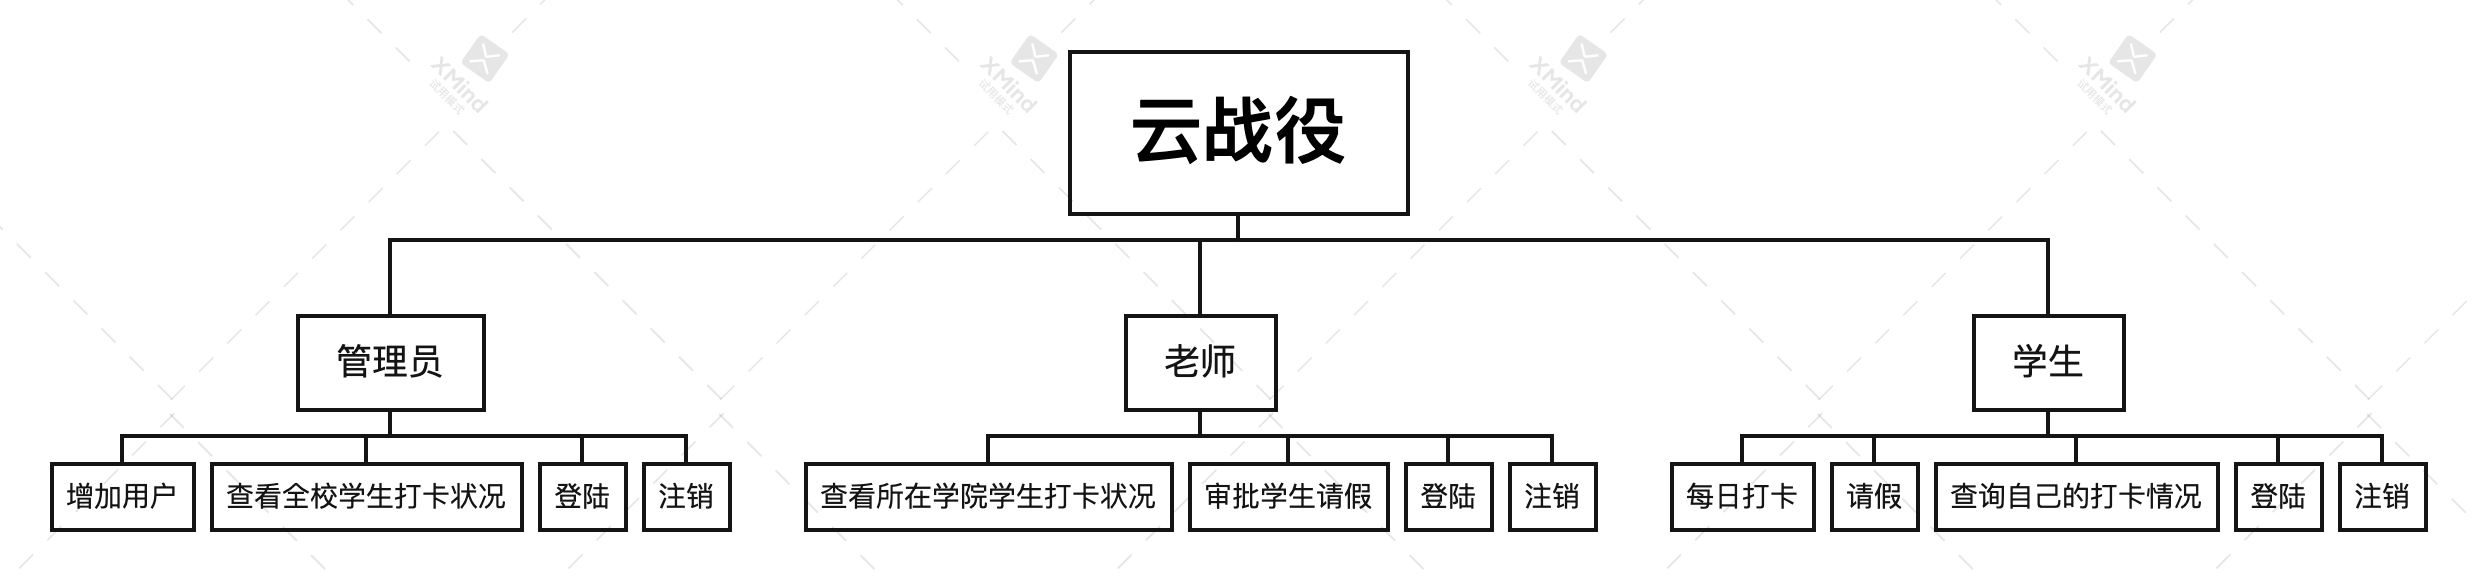 XMind
试用模式
XMind
试用模式
XMind
试用模式
XMind
试用模式
云战役
管理员
老师
学生
增加用户
查看全校学生打卡状况
登陆
注销
查看所在学院学生打卡状况
审批学生请假
登陆
注销
每日打卡
请假
查询自己的打卡情况
登陆
注销